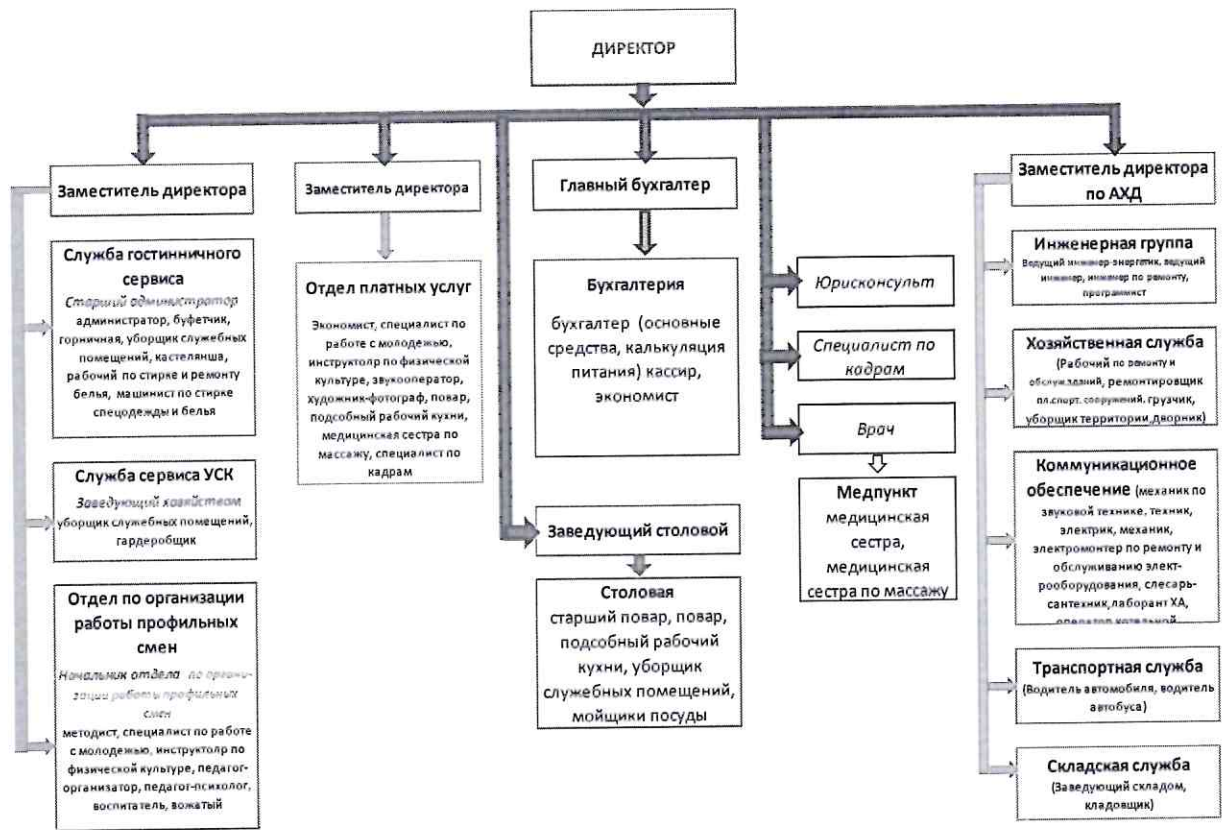 ДИРЕКТОР
Заместитель директора
Служба гостинничного
сервиса
Старший администратор
администратор, буфетчик,
горничная, уборщик служебных
помещений, кастелянша,
рабочий по стирке и ремонту
белья, машинист по стирке
спецодежды и белья
Служба сервиса УСК
Заведующий хозяйством
уборщик служебных помещений,
гардеробщик
Отдел по организации
работы профильных
смен
Начальник отдела по органи-
зации работы профильных
смен
методист, специалист по работе
с молодежью, инструктолр по
физической культуре, педагог-
организатор, педагог-психолог,
воспитатель, вожатый
Заместитель директора
Отдел платных услуг
Экономист, специалист по
работе с молодежью,
инструктолр по физической
культуре, звукооператор,
художник-фотограф, повар,
подсобный рабочий кухни,
медицинская сестра по
массажу, специалист по
кадрам
Главный бухгалтер
Бухгалтерия
бухгалтер (основные
средства, калькуляция
питания) кассир,
экономист
Заведующий столовой
Столовая
старший повар, повар,
подсобный рабочий
кухни, уборщик
служебных помещений,
мойщики посуды
Юрисконсульт
Специалист по
кадрам
Врач
Медпункт
медицинская
сестра,
медицинская
сестра по массажу
Заместитель директора
по АХД
Инженерная группа
Ведущий инженер-энергетик, ведущий
инженер, инженер по ремонту,
программист
Хозяйственная служба
(Рабочий по ремонту и
обслуж.зданий, ремонтировщик
пл.спорт. сооружений, грузчик,
уборщик территории,дворник)
Коммуникационное
обеспечение (механик по
звуковой технике, техник,
электрик, механик,
электромонтер по ремонту и
обслуживанию элект-
рооборудования, слесарь-
сантехник,лаборант ХА,
оператор котельной
Транспортная служба
(Водитель автомобиля, водитель
автобуса)
Складская служба
(Заведующий складом,
кладовщик)